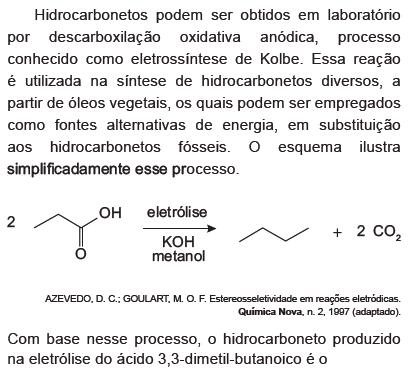 Hidrocarbonetos podem ser obtidos em laboratório
por descarboxilação oxidativa anódica, processo
conhecido como eletrossíntese de Kolbe. Essa reação
é utilizada na síntese de hidrocarbonetos diversos, a
partir de óleos vegetais, os quais podem ser empregados
como fontes alternativas de energia, em substituição
aos hidrocarbonetos fósseis. O esquema ilustra
simplificadamente esse processo.
2 OH O eletrólise KOH metanol + 2 CO₂
AZEVEDO, D. C.; GOULART, M. O. F. Estereosseletividade em reações eletródicas.
Química Nova, n. 2, 1997 (adaptado).
Com base nesse processo, o hidrocarboneto produzido
na eletrólise do ácido 3,3-dimetil-butanoico é o